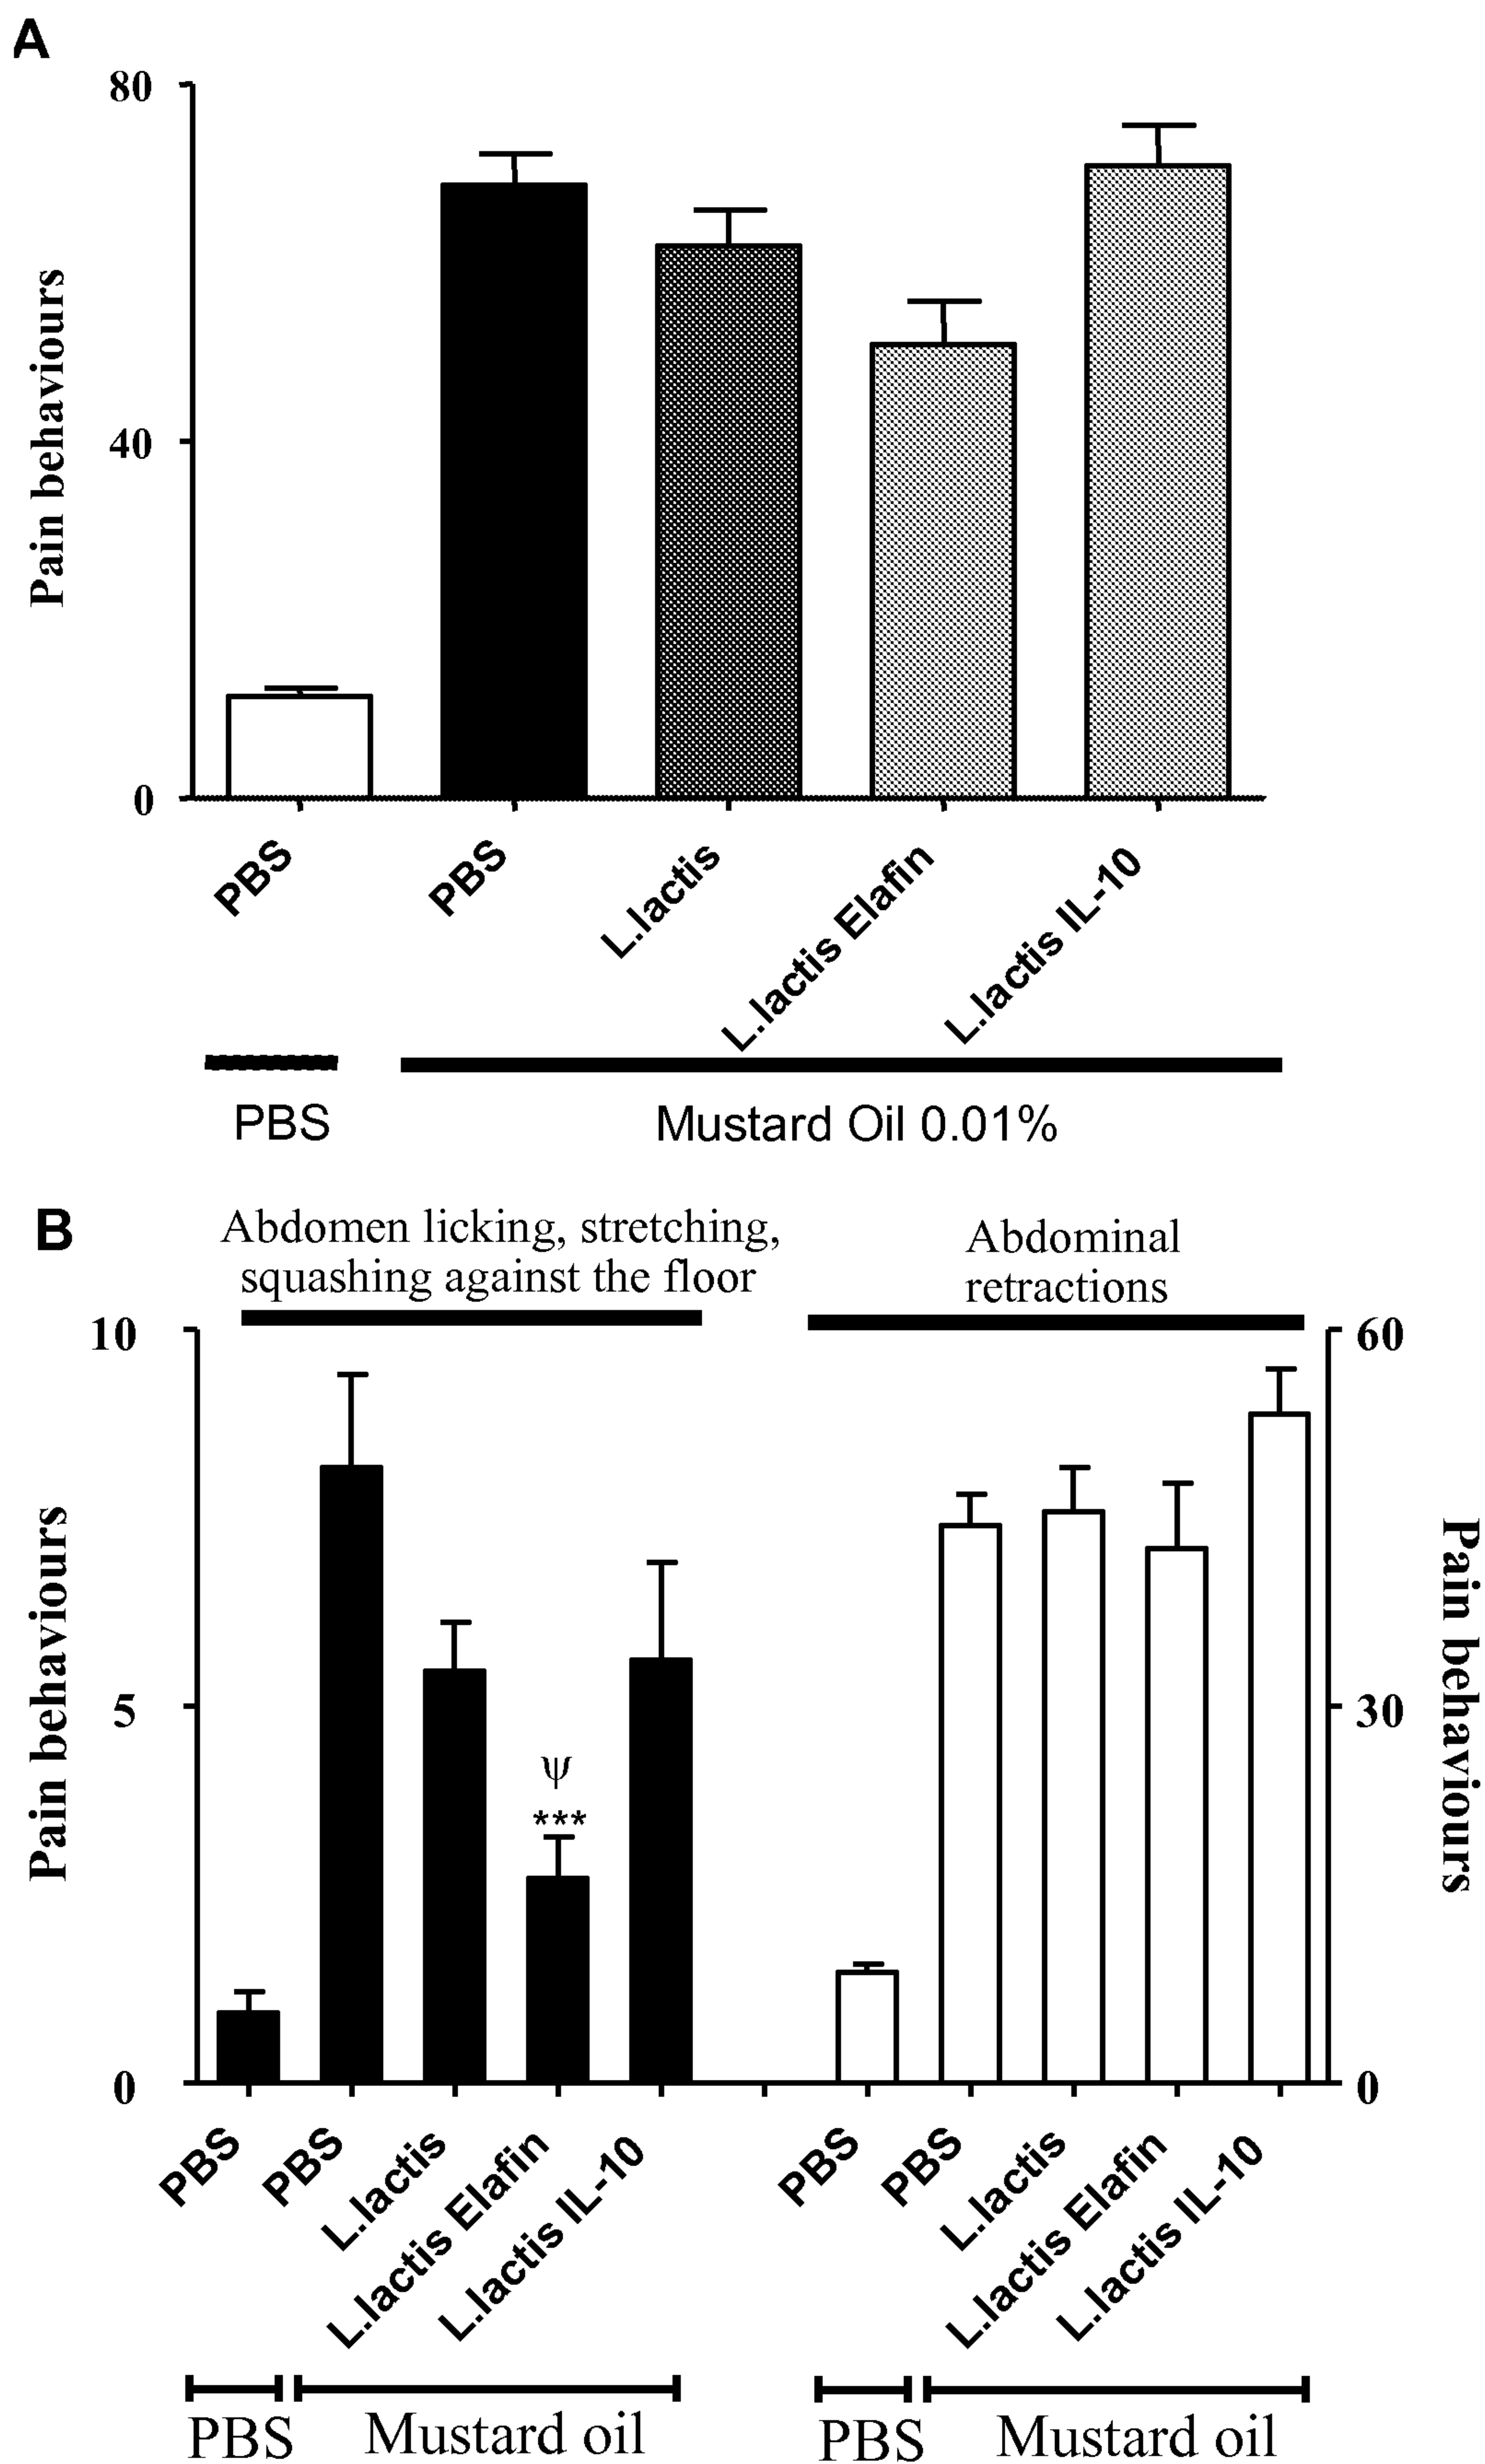 A
80
40
0
Pain behaviours
PBS
PBS
L.lactis
L.lactis Elafin
L.lactis IL-10
PBS
Mustard Oil 0.01%
B
Abdomen licking, stretching,
squashing against the floor
Abdominal
retractions
10
5
0
Pain behaviours
60
30
0
Pain behaviours
ψ
***
PBS
PBS
L.lactis
L.lactis Elafin
L.lactis IL-10
PBS
PBS
L.lactis
L.lactis Elafin
L.lactis IL-10
PBS
Mustard oil
PBS
Mustard oil